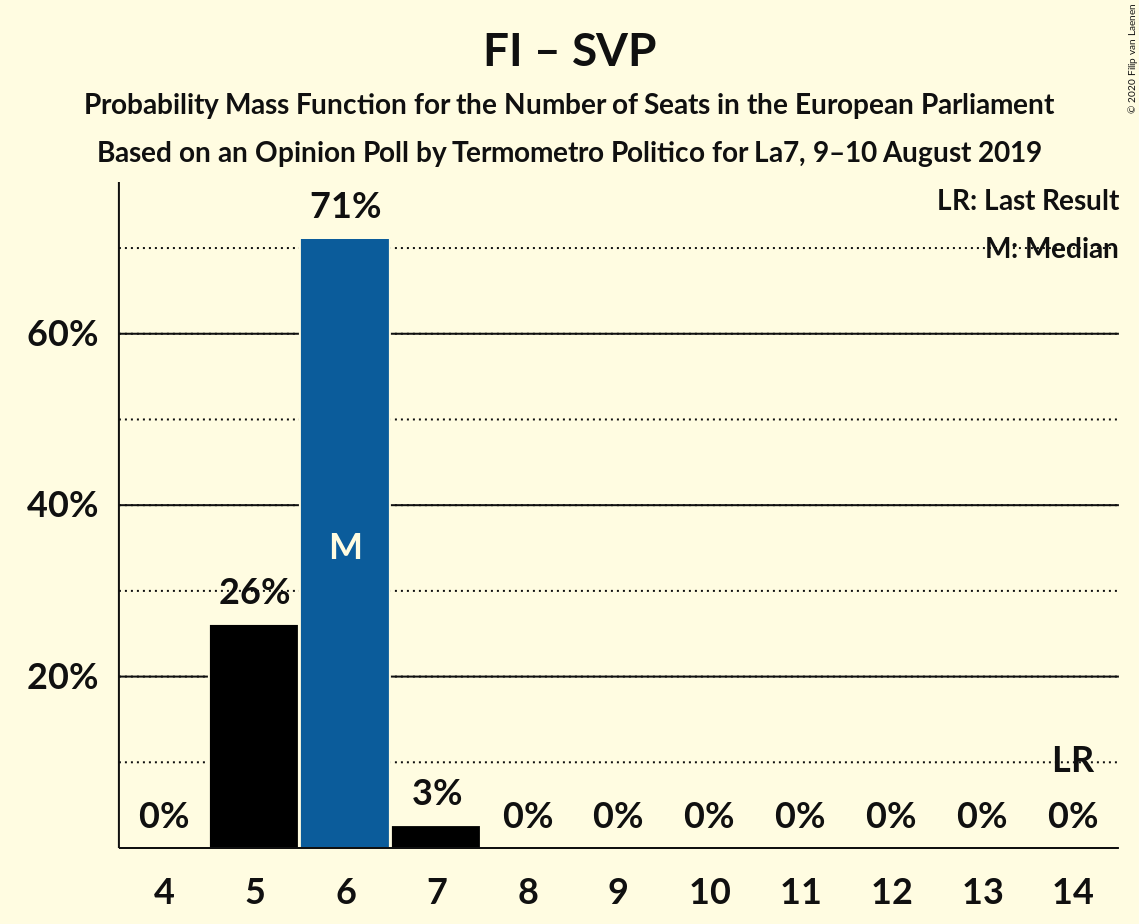 FI – SVP
Probability Mass Function for the Number of Seats in the European Parliament
Based on an Opinion Poll by Termometro Politico for La7, 9–10 August 2019
© 2020 Filip van Laenen
LR: Last Result
M: Median
71%
60%
40%
M
26%
20%
LR
3%
0% 0% 0% 0% 0% 0% 0% 0%
4 5 6 7 8 9 10 11 12 13 14